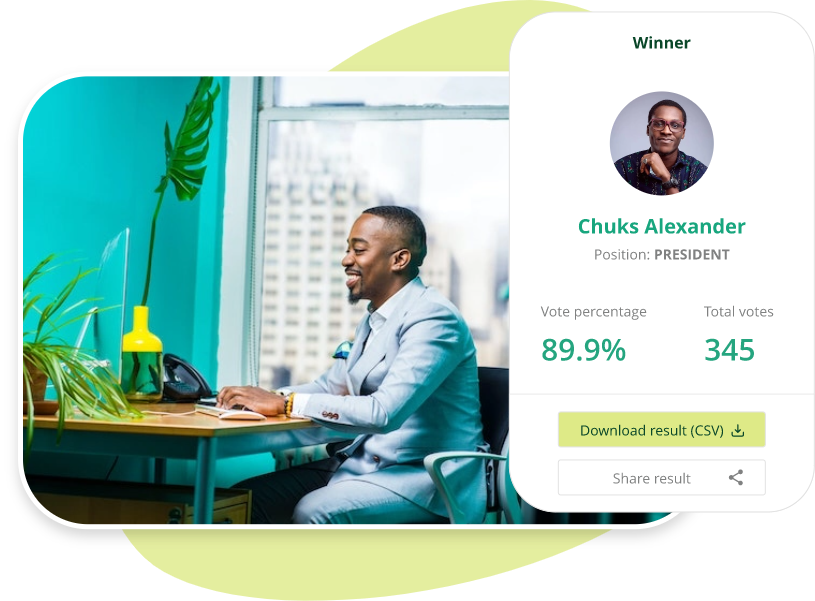 Winner
Chuks Alexander
Position: PRESIDENT
Vote percentage
Total votes
89.9%
345
Download result (CSV)
Share result